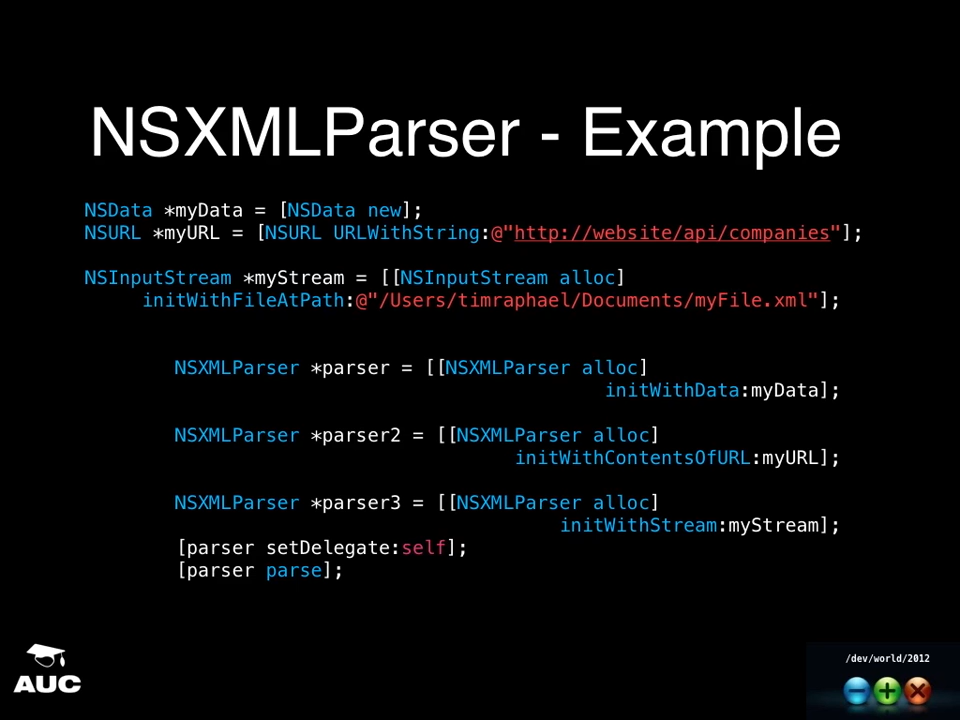 NSXMLParser - Example
NSData *myData = [NSData new];
NSURL *myURL = [NSURL URLWithString:@"http://website/api/companies"];
NSInputStream *myStream = [[NSInputStream alloc]
initWithFileAtPath:@"/Users/timraphael/Documents/myFile.xml"];
NSXMLParser *parser = [[NSXMLParser alloc]
initWithData:myData];
NSXMLParser *parser2 = [[NSXMLParser alloc]
initWithContentsOfURL:myURL];
NSXMLParser *parser3 = [[NSXMLParser alloc]
initWithStream:myStream];
[parser setDelegate:self];
[parser parse];
AUC
/dev/world/2012